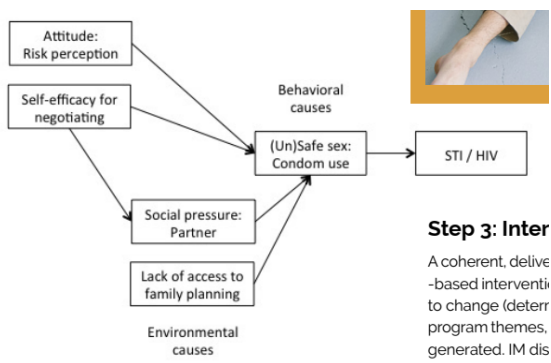 Attitude:
Risk perception
Self-efficacy for
negotiating
Behavioral
causes
(Un)Safe sex:
Condom use
STI / HIV
Social pressure:
Partner
Lack of access to
family planning
Environmental
causes
Step 3: Inter
A coherent, delive
-based interventio
to change (determ
program themes,
generated. IM dis